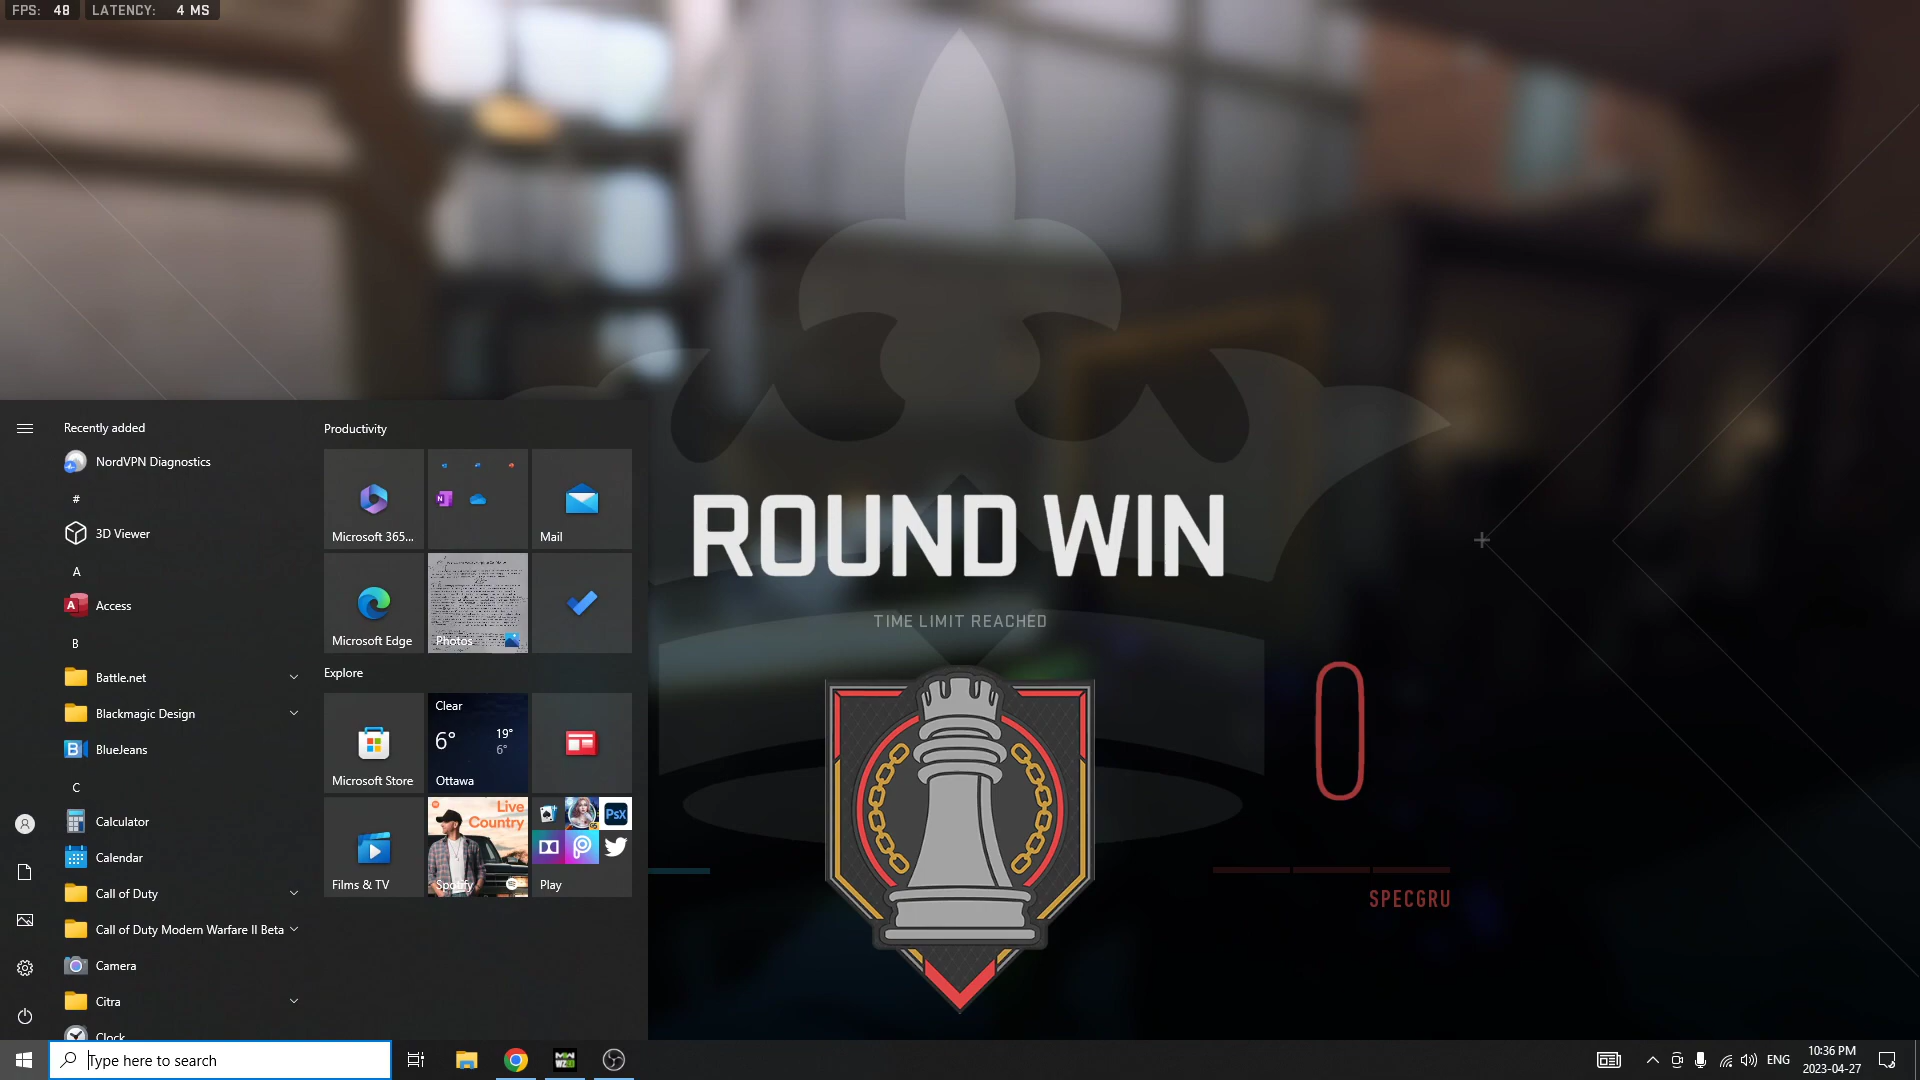 FPS: 48 LATENCY: 4 MS
Recently added
NordVPN Diagnostics
#
3D Viewer
A
Access
B
Battle.net
Blackmagic Design
BlueJeans
C
Calculator
Calendar
Call of Duty
Call of Duty Modern Warfare II Beta
Camera
Citra
Clock
Productivity
Microsoft 365...
Mail
Microsoft Edge
Photos
Explore
Microsoft Store
Clear
6° 19°
6°
Ottawa
Films & TV
Live
Country
Spotify
PsX
Play
ROUND WIN
TIME LIMIT REACHED
0
SPECGRU
Type here to search
ENG
10:36 PM
2023-04-27